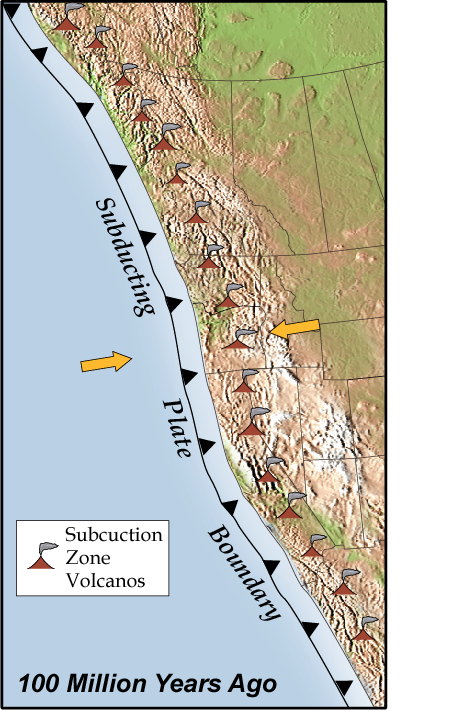 Subducting
Plate
Boundary
Subcuction
Zone
Volcanos
100 Million Years Ago